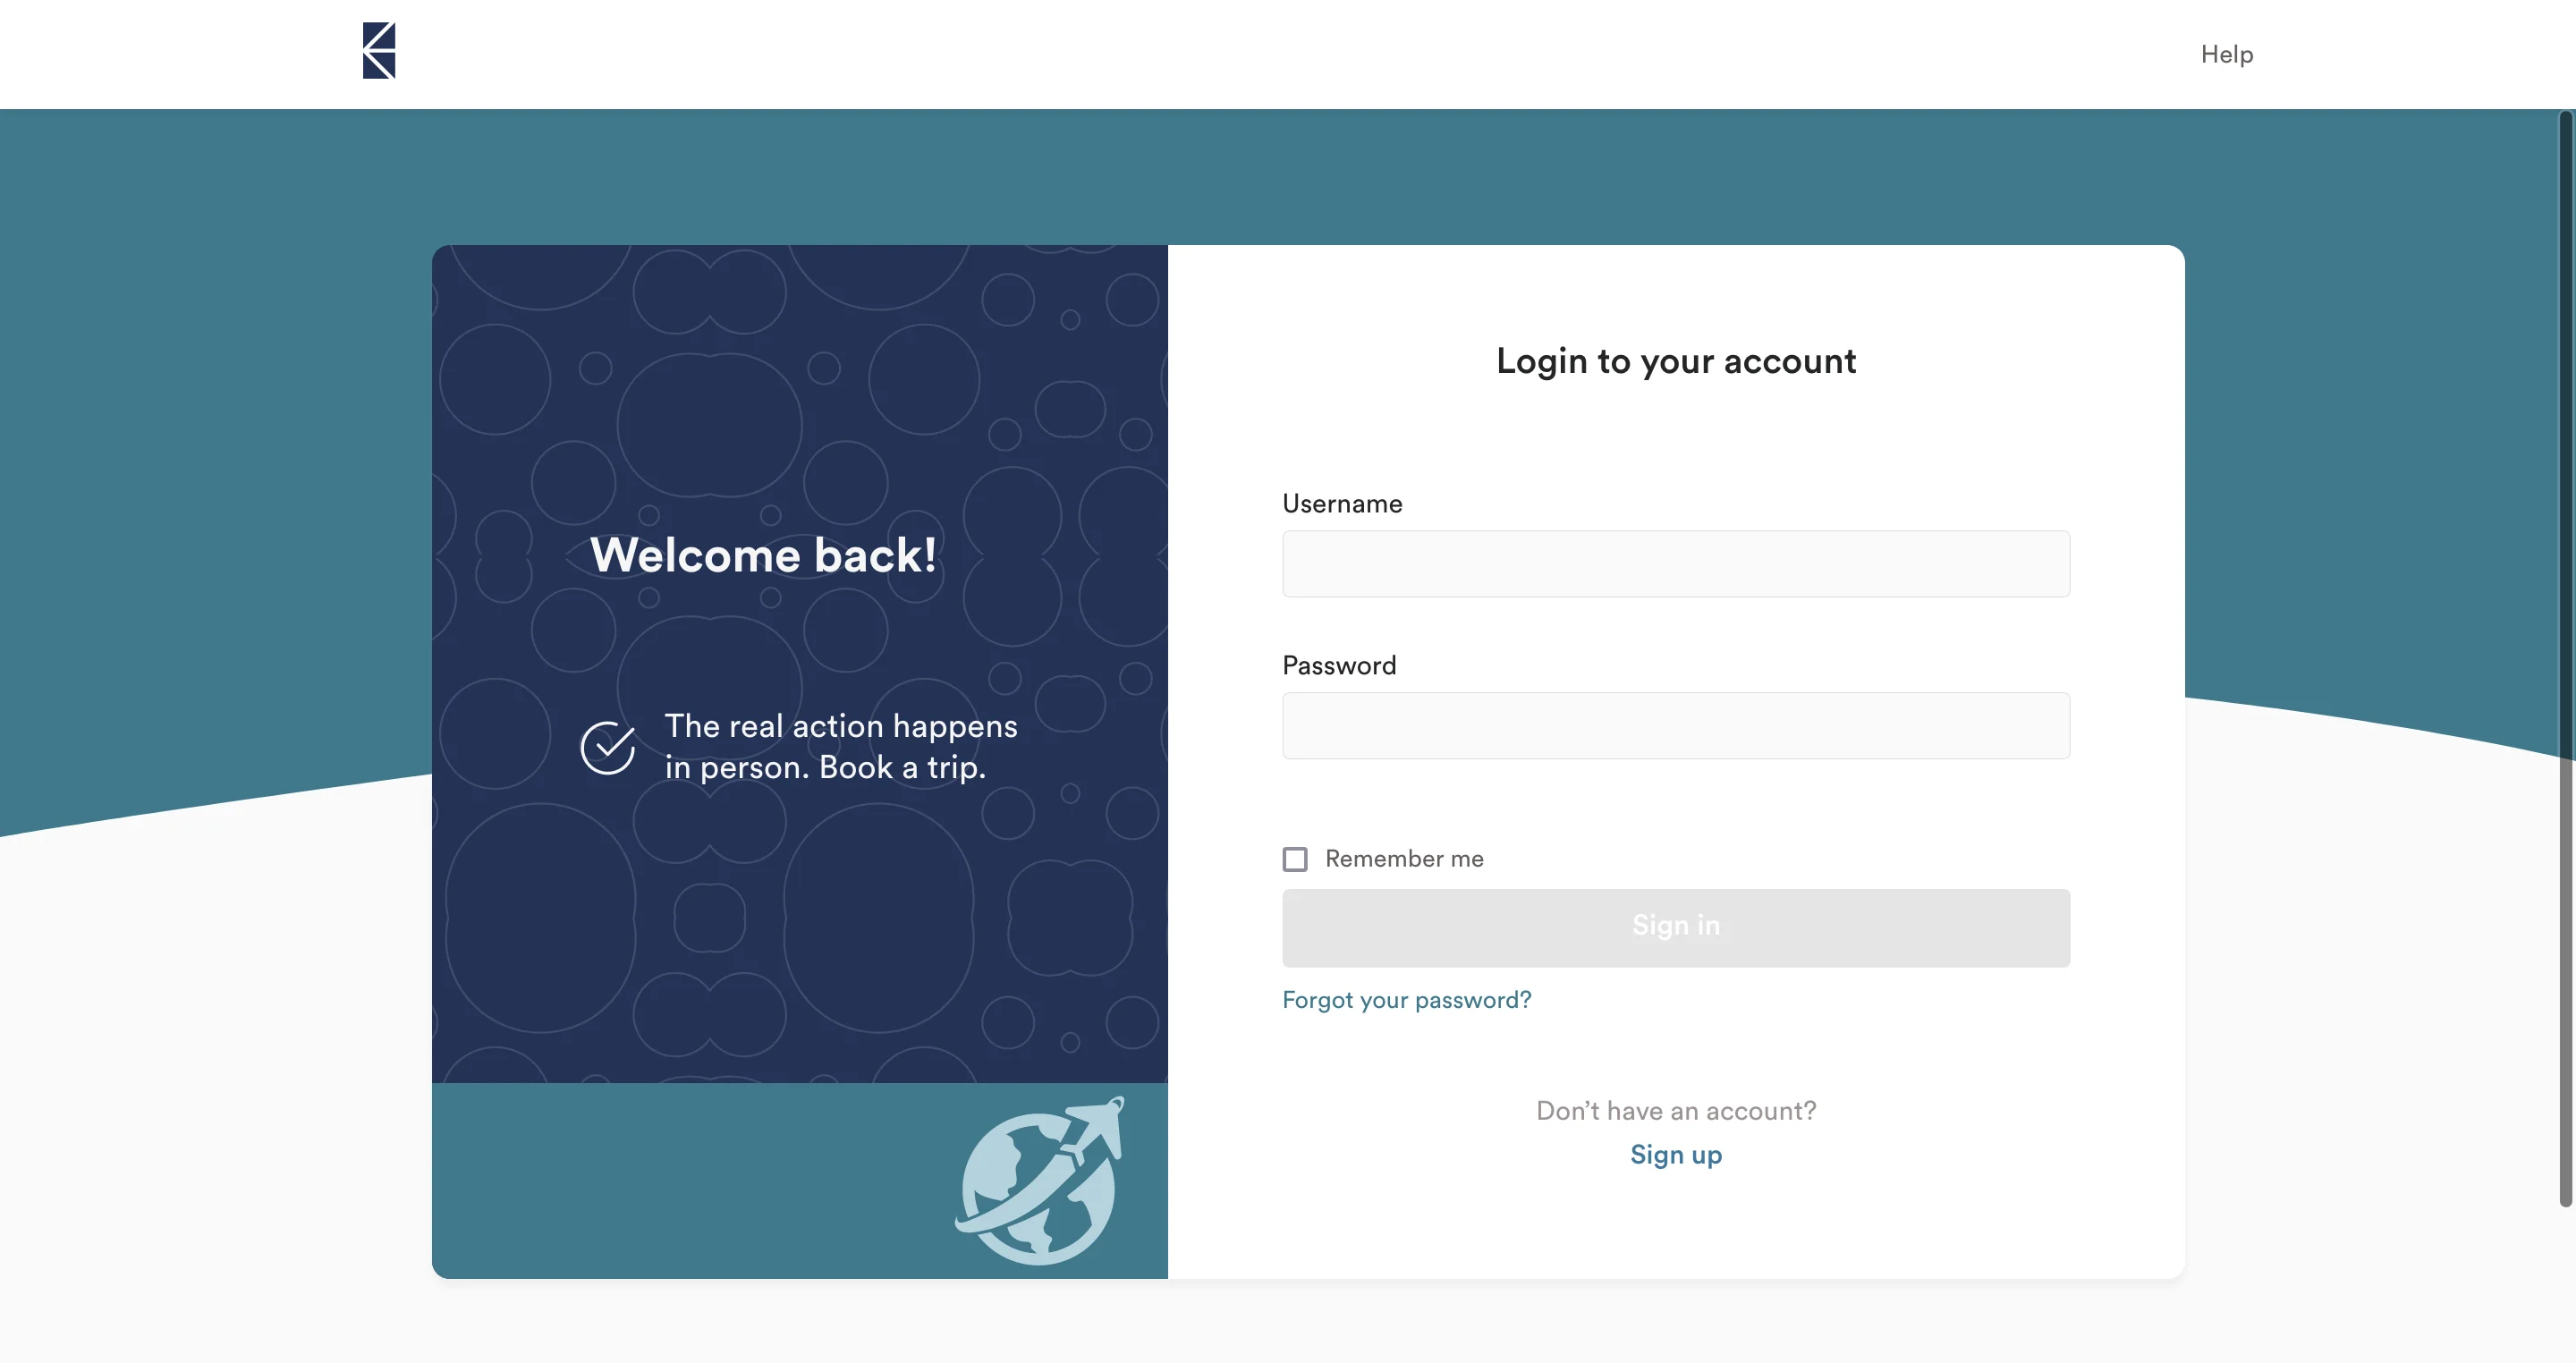 Help
Welcome back!
The real action happens
in person. Book a trip.
Login to your account
Username
Password
Remember me
Sign in
Forgot your password?
Don’t have an account?
Sign up